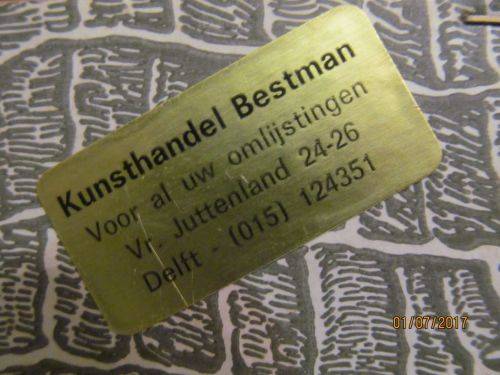 Kunsthandel Bestman
Voor al uw omlijstingen
Vr. Juttenland 24-26
Delft - (015) 124351
01/07/2017